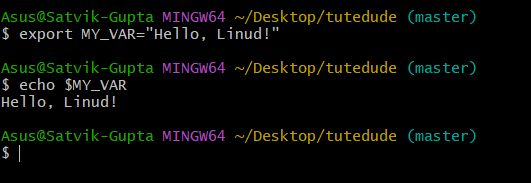 Asus@Satvik-Gupta MINGW64 ~/Desktop/tutedude (master)
$ export MY_VAR="Hello, Linud!"
Asus@Satvik-Gupta MINGW64 ~/Desktop/tutedude (master)
$ echo $MY_VAR
Hello, Linud!
Asus@Satvik-Gupta MINGW64 ~/Desktop/tutedude (master)
$